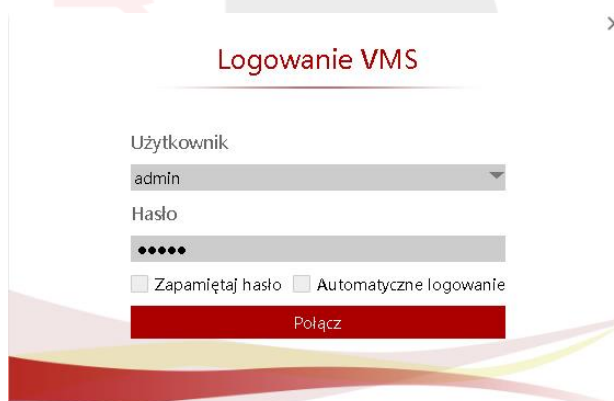 Logowanie VMS
Użytkownik
admin
Hasło
●●●●●
Zapamiętaj hasło Automatyczne logowanie
Połącz